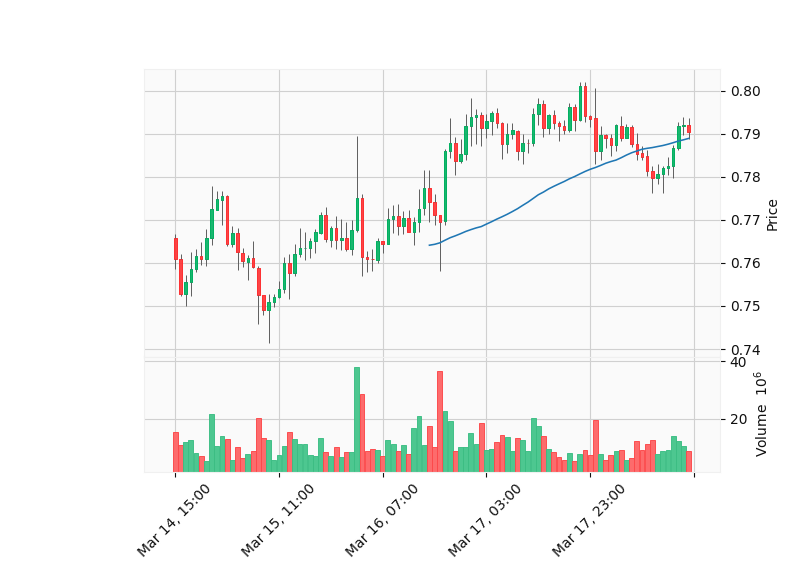 0.80
0.79
0.78
0.77
0.76
0.75
0.74
Price
40
20
Volume 10^6
Mar 14, 15:00
Mar 15, 11:00
Mar 16, 07:00
Mar 17, 03:00
Mar 17, 23:00